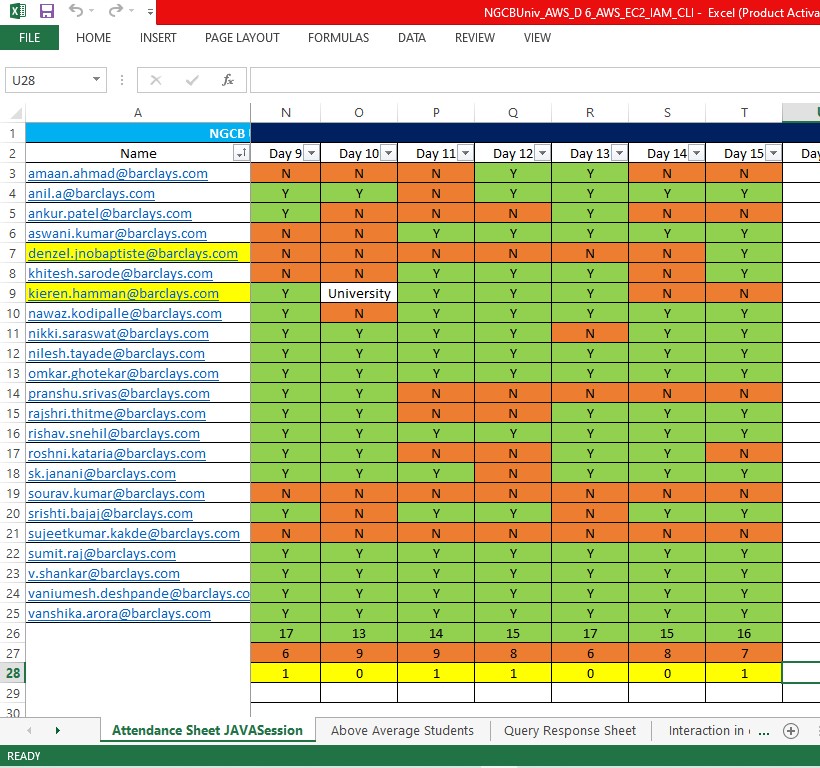 NGCBUniv_AWS_D 6_AWS_EC2_IAM_CLI - Excel (Product Activa
FILE HOME INSERT PAGE LAYOUT FORMULAS DATA REVIEW VIEW
U28 fx
A N O P Q R S T
1 NGCB
2 Name Day 9 Day 10 Day 11 Day 12 Day 13 Day 14 Day 15 Day
3 amaan.ahmad@barclays.com N N N Y Y N N
4 anil.a@barclays.com Y Y N Y Y Y Y
5 ankur.patel@barclays.com Y N N N Y N N
6 aswani.kumar@barclays.com N N Y Y Y Y Y
7 denzel.jnobaptiste@barclays.com N N N N N N Y
8 khitesh.sarode@barclays.com N N Y Y Y N Y
9 kieren.hamman@barclays.com Y University Y Y Y N N
10 nawaz.kodipalle@barclays.com Y N Y Y Y Y Y
11 nikki.saraswat@barclays.com Y Y Y Y N Y Y
12 nilesh.tayade@barclays.com Y Y Y Y Y Y Y
13 omkar.ghotekar@barclays.com Y Y Y Y Y Y Y
14 pranshu.srivas@barclays.com Y Y N N N N N
15 rajshri.thitme@barclays.com Y Y N N Y Y Y
16 rishav.snehil@barclays.com Y Y Y Y Y Y Y
17 roshni.kataria@barclays.com Y Y N N Y Y N
18 sk.janani@barclays.com Y Y Y N Y Y Y
19 sourav.kumar@barclays.com N N N N N N N
20 srishti.bajaj@barclays.com Y N Y Y N Y Y
21 sujeetkumar.kakde@barclays.com N N N N N N N
22 sumit.raj@barclays.com Y Y Y Y Y Y Y
23 v.shankar@barclays.com Y Y Y Y Y Y Y
24 vaniumesh.deshpande@barclays.co Y Y Y Y Y Y Y
25 vanshika.arora@barclays.com Y Y Y Y Y Y Y
26 17 13 14 15 17 15 16
27 6 9 9 8 6 8 7
28 1 0 1 1 0 0 1
29
30
Attendance Sheet JAVASession Above Average Students Query Response Sheet Interaction in ...
READY